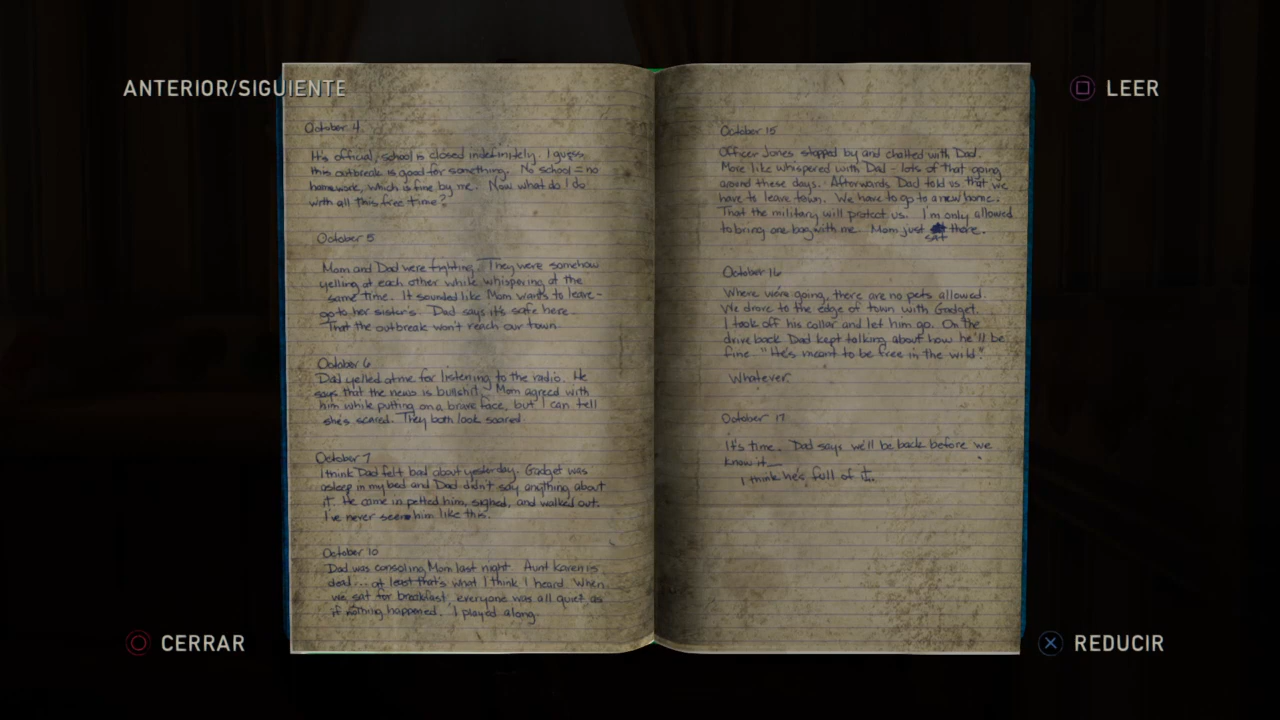 ANTERIOR/SIGUIENTE
LEER
October 4
It's official, school is closed indefinitely. I guess
this outbreak is good for something. No school = no
homework, which is fine by me. Now what do I do
with all this free time?
October 5
Mom and Dad were fighting. They were somehow
yelling at each other while whispering at the
same time. It sounded like Mom wants to leave -
go to her sister's. Dad says it's safe here.
That the outbreak won't reach our town.
October 6
Dad yelled at me for listening to the radio. He
says that the news is bullshit. Mom agreed with
him while putting on a brave face, but I can tell
she's scared. They both look scared.
October 7
I think Dad felt bad about yesterday. Gadget was
asleep in my bed and Dad didn't say anything about
it. He came in petted him, sighed, and walked out.
I've never seen him like this.
October 10
Dad was consoling Mom last night. Aunt Karen is
dead... at least that's what I think I heard. When
we sat for breakfast, everyone was all quiet as
if nothing happened. I played along.
October 15
Officer Jones stopped by and chatted with Dad.
More like whispered with Dad - lots of that going
around these days. Afterwards Dad told us that we
have to leave town. We have to go to a new home.
That the military will protect us. I'm only allowed
to bring one bag with me. Mom just sat there.
October 16
Where we're going, there are no pets allowed.
We drove to the edge of town with Gadget.
I took off his collar and let him go. On the
drive back Dad kept talking about how he'll be
fine. "He's meant to be free in the wild."
Whatever.
October 17
It's time. Dad says we'll be back before we
know it...
I think he's full of it...
CERRAR
REDUCIR